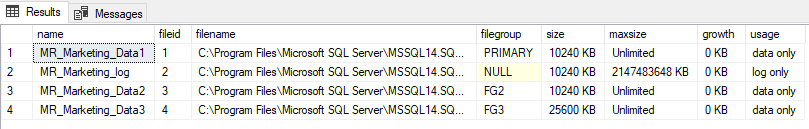 Results Messages
name fileid filename filegroup size maxsize growth usage
1 MR_Marketing_Data1 1 C:\Program Files\Microsoft SQL Server\MSSQL14.SQ... PRIMARY 10240 KB Unlimited 0 KB data only
2 MR_Marketing_log 2 C:\Program Files\Microsoft SQL Server\MSSQL14.SQ... NULL 10240 KB 2147483648 KB 0 KB log only
3 MR_Marketing_Data2 3 C:\Program Files\Microsoft SQL Server\MSSQL14.SQ... FG2 10240 KB Unlimited 0 KB data only
4 MR_Marketing_Data3 4 C:\Program Files\Microsoft SQL Server\MSSQL14.SQ... FG3 25600 KB Unlimited 0 KB data only